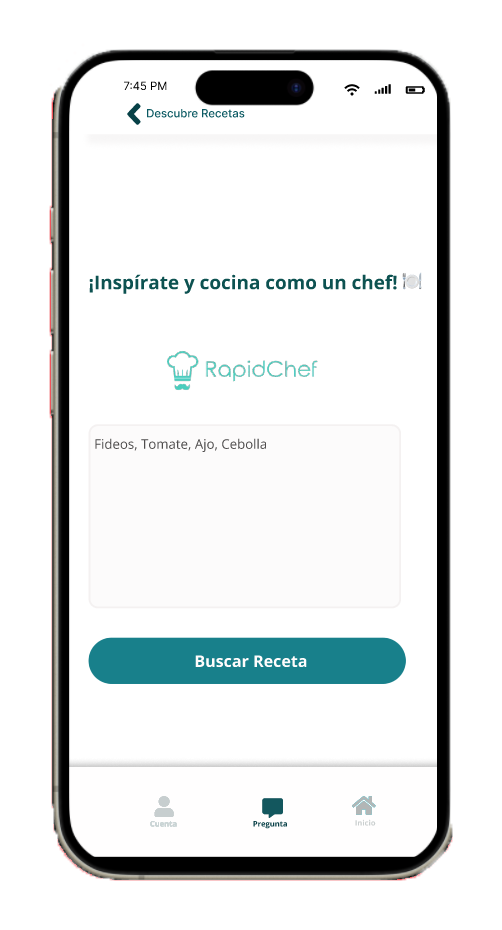 7:45 PM
Descubre Recetas
¡Inspírate y cocina como un chef! 🍽
RapidChef
Fideos, Tomate, Ajo, Cebolla
Buscar Receta
Cuenta
Pregunta
Inicio